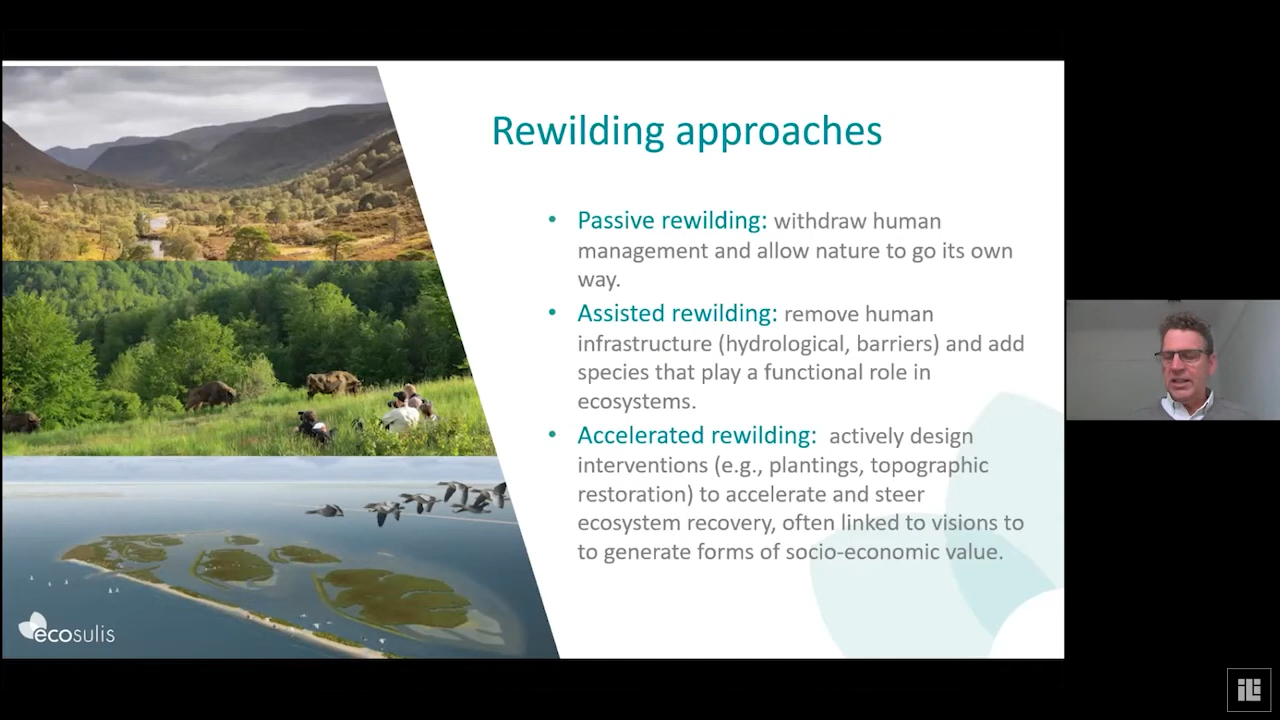 Rewilding approaches
• Passive rewilding: withdraw human
management and allow nature to go its own
way.
• Assisted rewilding: remove human
infrastructure (hydrological, barriers) and add
species that play a functional role in
ecosystems.
• Accelerated rewilding: actively design
interventions (e.g., plantings, topographic
restoration) to accelerate and steer
ecosystem recovery, often linked to visions to
to generate forms of socio-economic value.
ecosulis